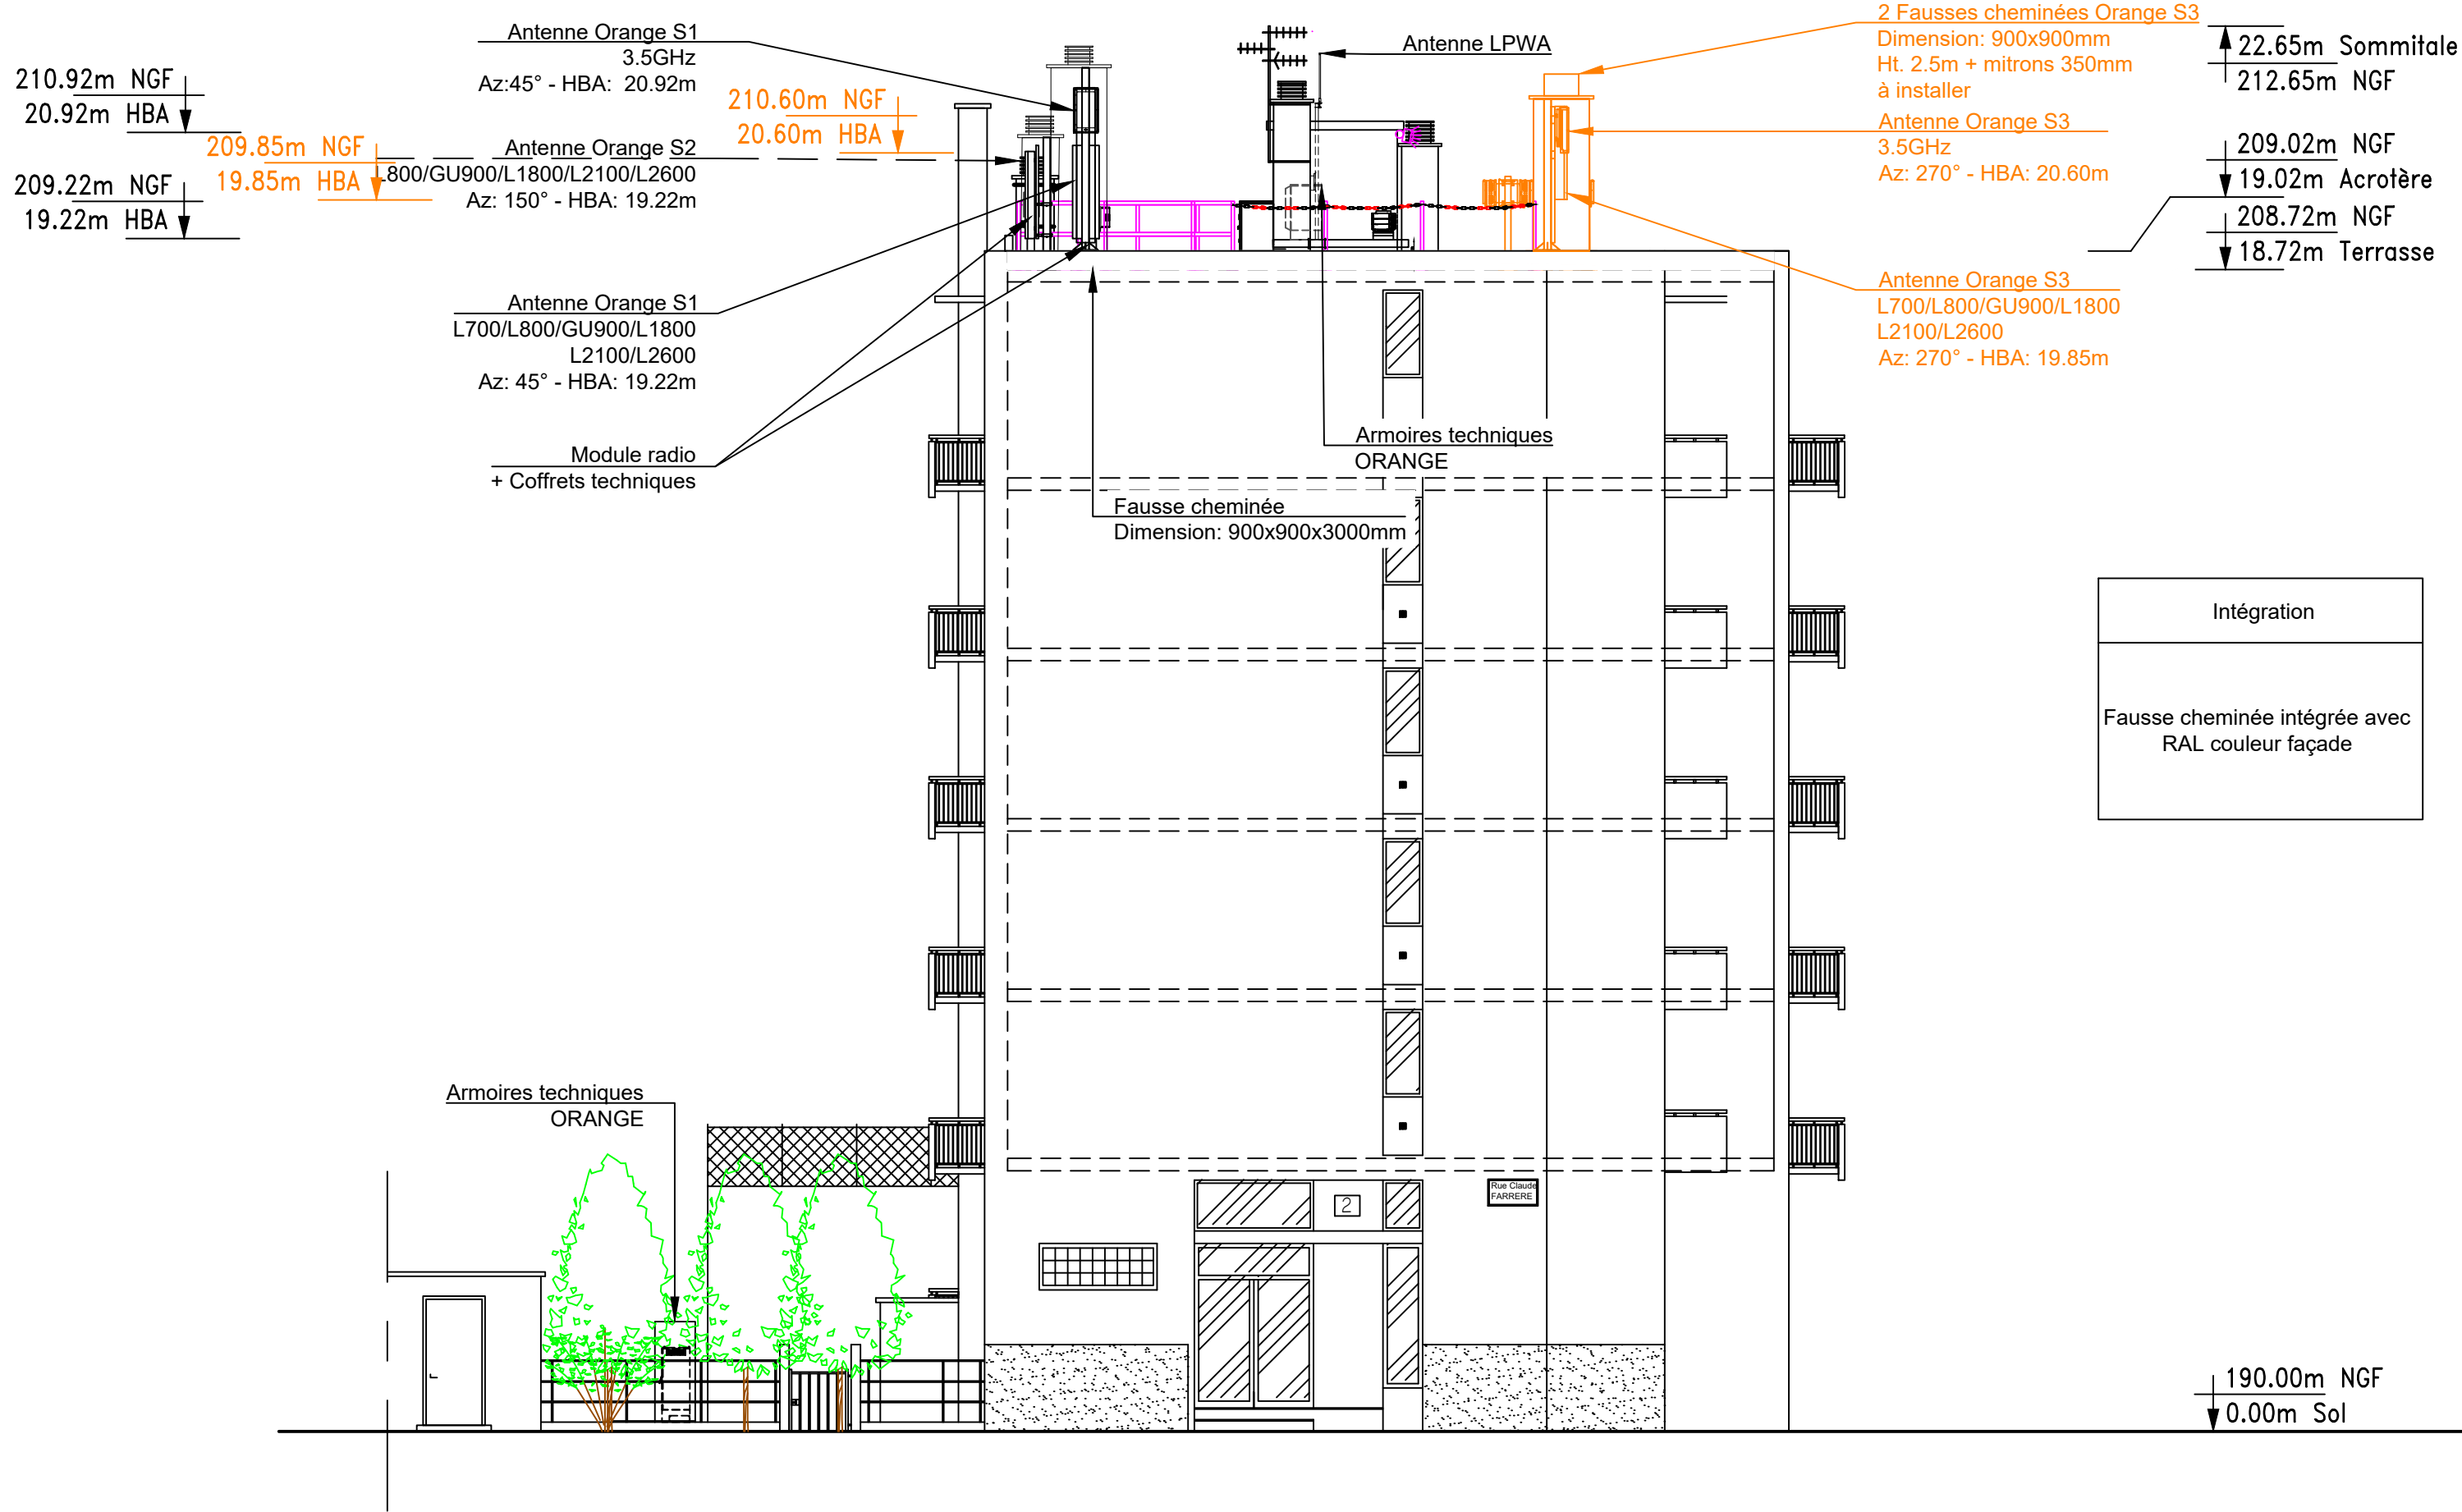 Antenne Orange S1
3.5GHz
Az:45° - HBA: 20.92m
210.92m NGF
20.92m HBA
209.85m NGF
19.85m HBA
209.22m NGF
19.22m HBA
Antenne Orange S2
L800/GU900/L1800/L2100/L2600
Az: 150° - HBA: 19.22m
210.60m NGF
20.60m HBA
Antenne Orange S1
L700/L800/GU900/L1800
L2100/L2600
Az: 45° - HBA: 19.22m
Module radio
+ Coffrets techniques
Antenne LPWA
2 Fausses cheminées Orange S3
Dimension: 900x900mm
Ht. 2.5m + mitrons 350mm
à installer
Antenne Orange S3
3.5GHz
Az: 270° - HBA: 20.60m
Antenne Orange S3
L700/L800/GU900/L1800
L2100/L2600
Az: 270° - HBA: 19.85m
22.65m Sommitale
212.65m NGF
209.02m NGF
19.02m Acrotère
208.72m NGF
18.72m Terrasse
Armoires techniques
ORANGE
Fausse cheminée
Dimension: 900x900x3000mm
Intégration
Fausse cheminée intégrée avec
RAL couleur façade
Armoires techniques
ORANGE
Rue Claude
FARRERE
2
190.00m NGF
0.00m Sol